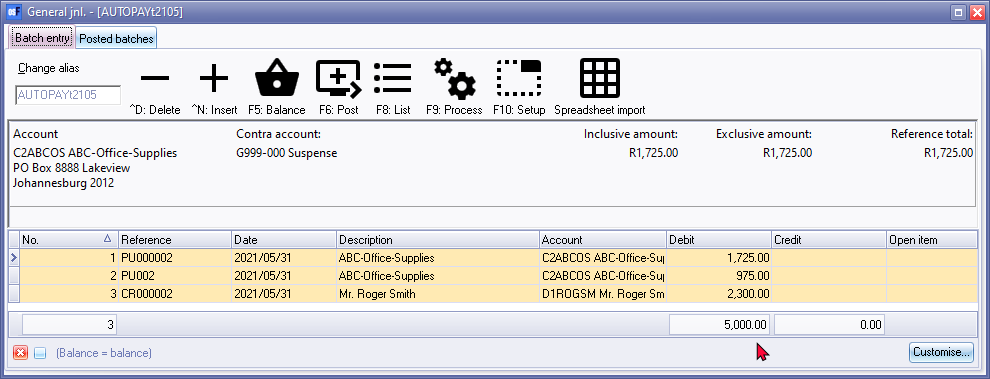 General jnl. - [AUTOPAYt2105]
Batch entry Posted batches
Change alias
AUTOPAYt2105
^D: Delete ^N: Insert F5: Balance F6: Post F8: List F9: Process F10: Setup Spreadsheet import
Account Contra account: Inclusive amount: Exclusive amount: Reference total:
C2ABCOS ABC-Office-Supplies G999-000 Suspense R1,725.00 R1,725.00 R1,725.00
PO Box 8888 Lakeview
Johannesburg 2012
No. Reference Date Description Account Debit Credit Open item
1 PU000002 2021/05/31 ABC-Office-Supplies C2ABCOS ABC-Office-Sup 1,725.00
2 PU002 2021/05/31 ABC-Office-Supplies C2ABCOS ABC-Office-Sup 975.00
3 CR000002 2021/05/31 Mr. Roger Smith D1ROGSM Mr. Roger Sm 2,300.00
3 5,000.00 0.00
(Balance = balance) Customise...